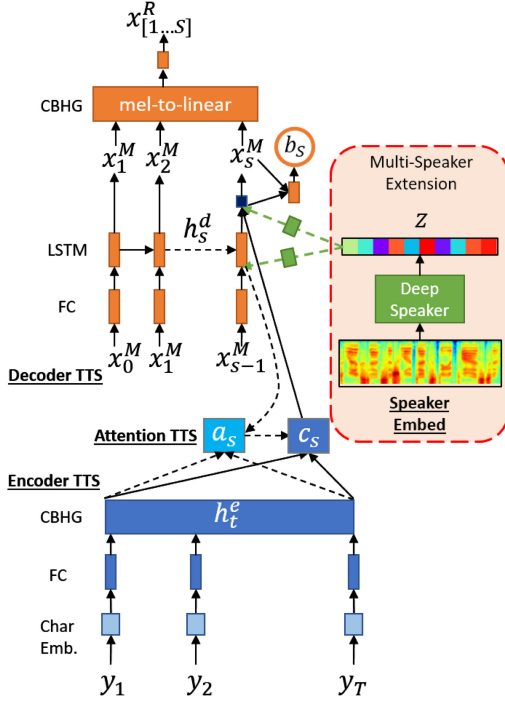 x^R_[1...S]
CBHG
mel-to-linear
x^M_1
x^M_2
x^M_s
b_s
Multi-Speaker
Extension
z
h^d_s
LSTM
FC
Deep
Speaker
x^M_0
x^M_1
x^M_{s-1}
Decoder TTS
Speaker
Embed
Attention TTS
a_s
c_s
Encoder TTS
CBHG
h^e_t
FC
Char
Emb.
y_1
y_2
y_T